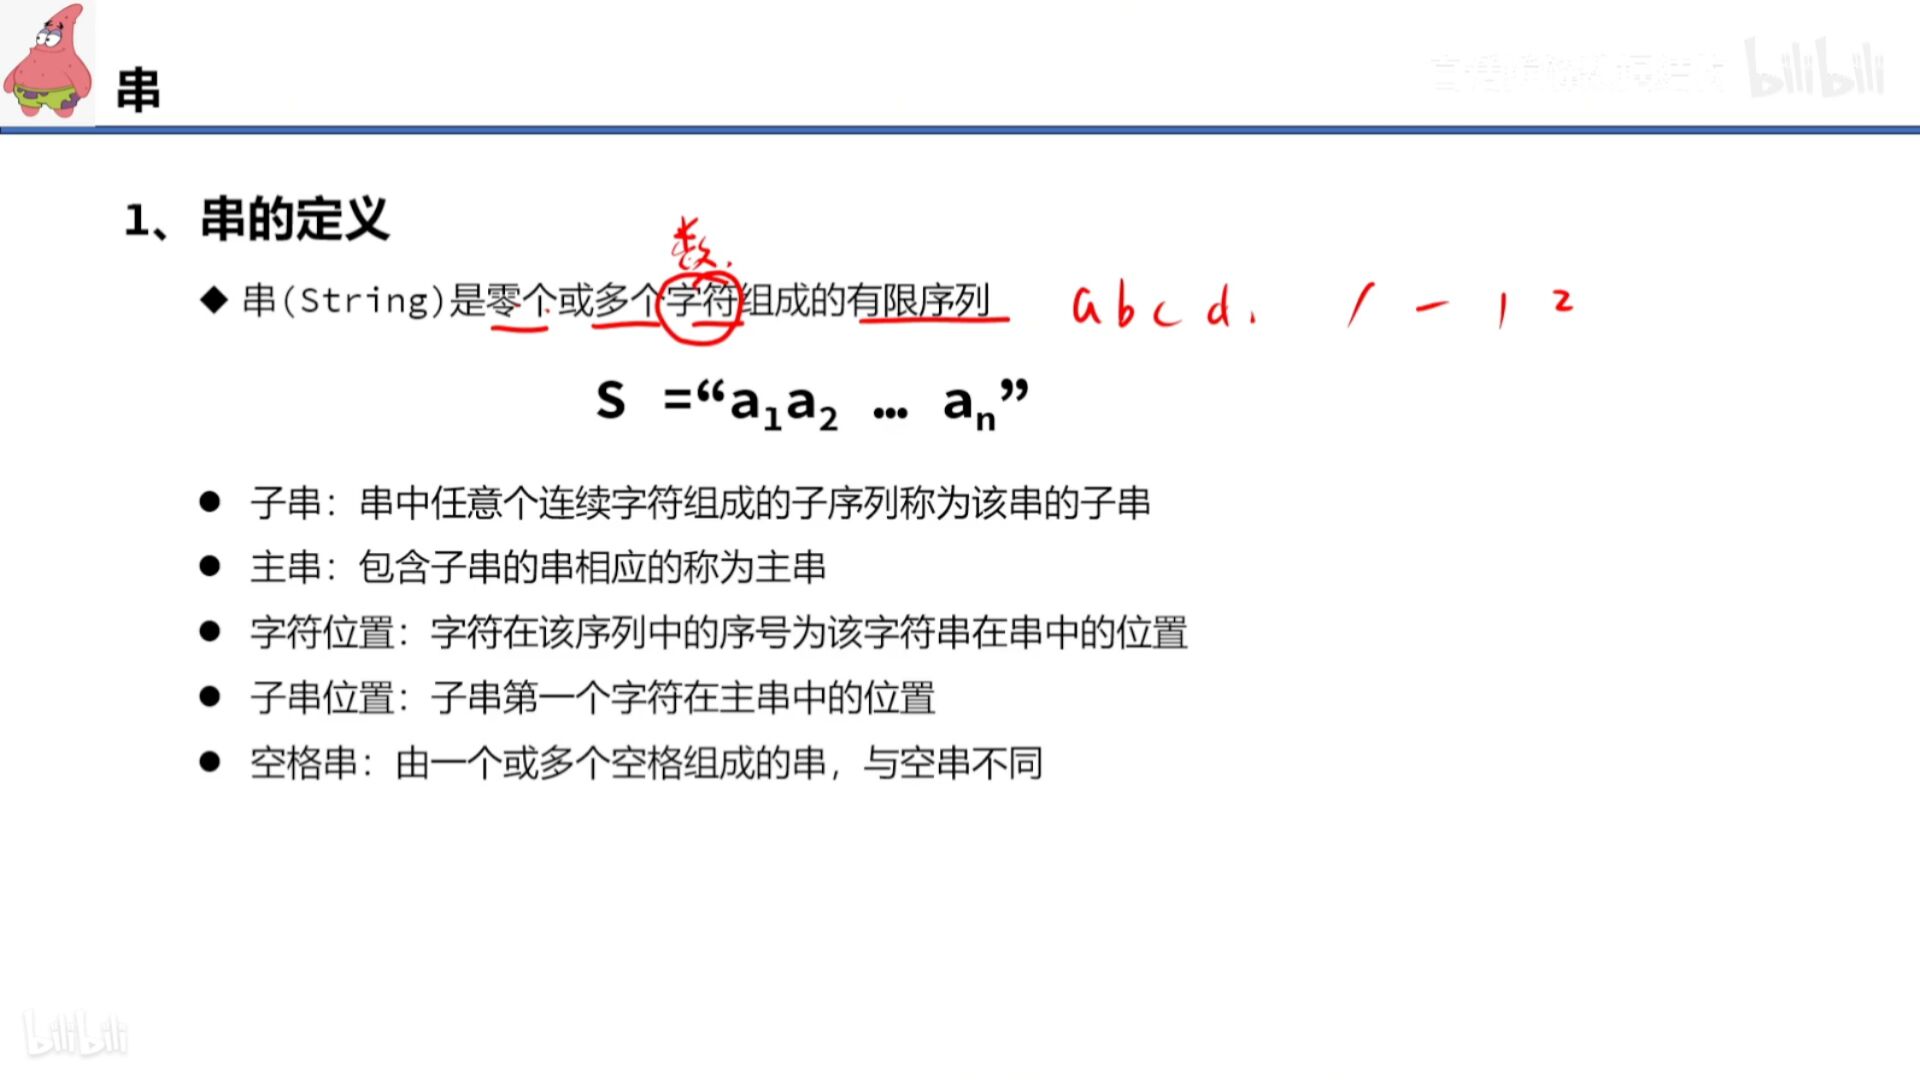 串
bilibili
1、串的定义
数.
◆ 串(String)是零个或多个字符组成的有限序列 a b c d . / - 1 2
S =“a₁a₂ … aₙ”
● 子串：串中任意个连续字符组成的子序列称为该串的子串
● 主串：包含子串的串相应的称为主串
● 字符位置：字符在该序列中的序号为该字符串在串中的位置
● 子串位置：子串第一个字符在主串中的位置
● 空格串：由一个或多个空格组成的串，与空串不同
bilibili